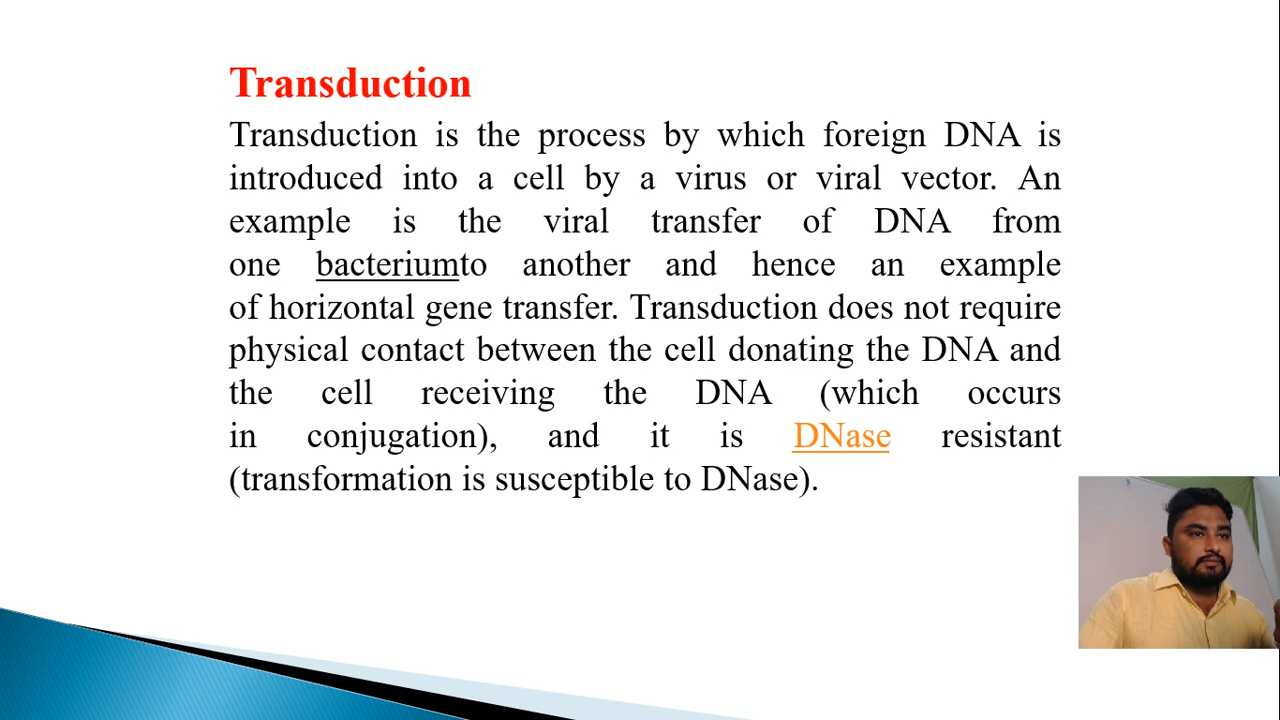 Transduction
Transduction is the process by which foreign DNA is
introduced into a cell by a virus or viral vector. An
example is the viral transfer of DNA from
one bacteriumto another and hence an example
of horizontal gene transfer. Transduction does not require
physical contact between the cell donating the DNA and
the cell receiving the DNA (which occurs
in conjugation), and it is DNase resistant
(transformation is susceptible to DNase).